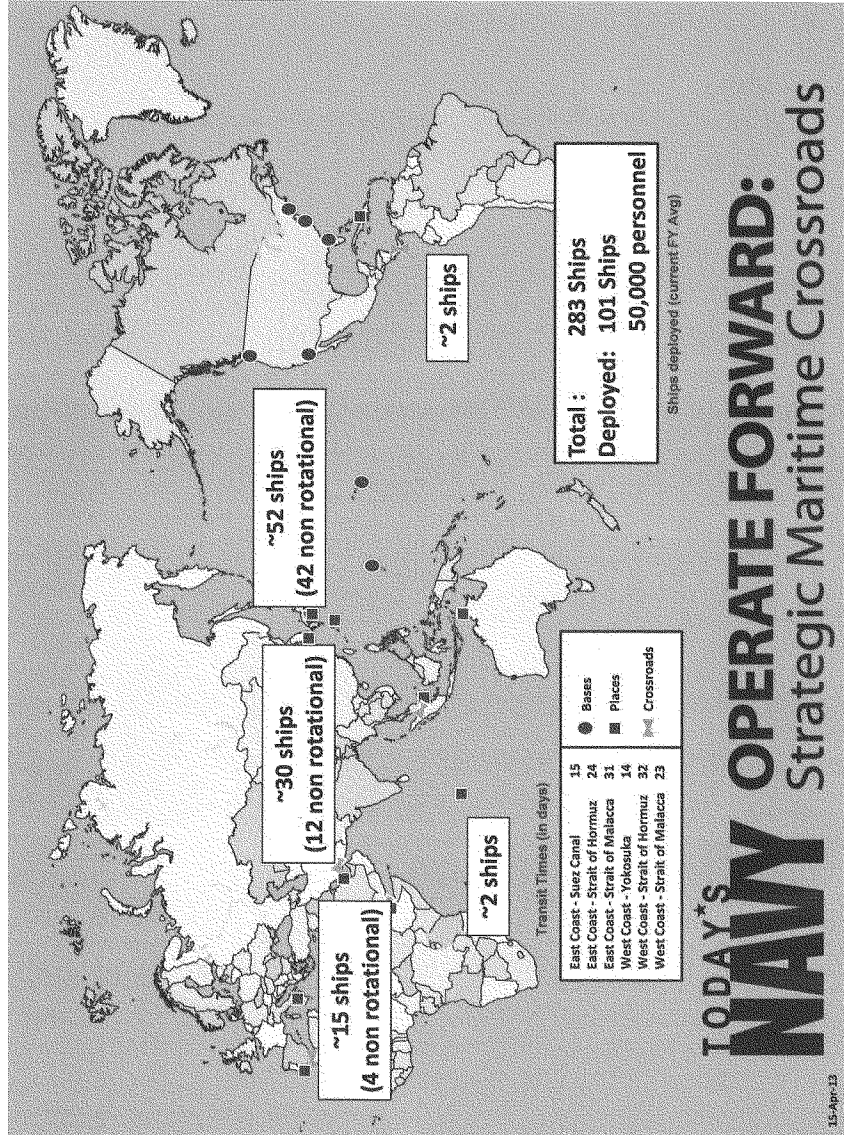 ~15 ships
(4 non rotational)
~30 ships
(12 non rotational)
~52 ships
(42 non rotational)
~2 ships
~2 ships
Transit Times (in days)
East Coast - Suez Canal 15
East Coast - Strait of Hormuz 24
East Coast - Strait of Malacca 31
West Coast - Yokosuka 14
West Coast - Strait of Hormuz 32
West Coast - Strait of Malacca 23
Bases
Places
Crossroads
Total : 283 Ships
Deployed: 101 Ships
50,000 personnel
Ships deployed (current FY Avg)
TODAY'S
NAVY OPERATE FORWARD:
Strategic Maritime Crossroads
15-Apr-13